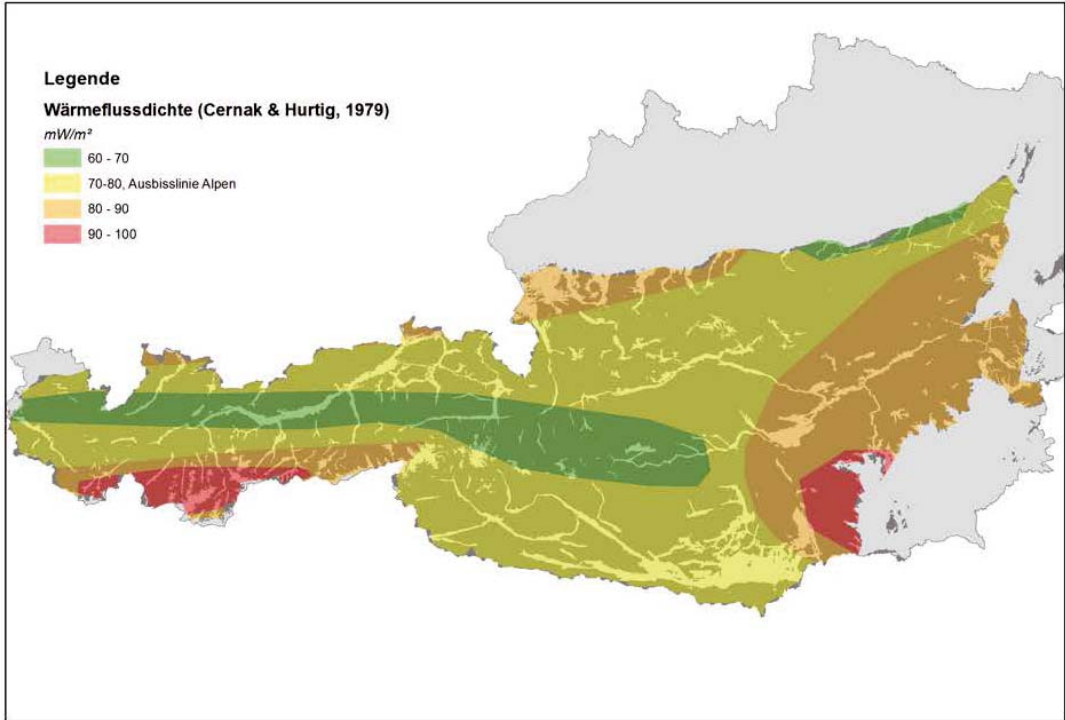 Legende
Wärmeflussdichte (Cernak & Hurtig, 1979)
mW/m²
60 - 70
70-80, Ausbisslinie Alpen
80 - 90
90 - 100